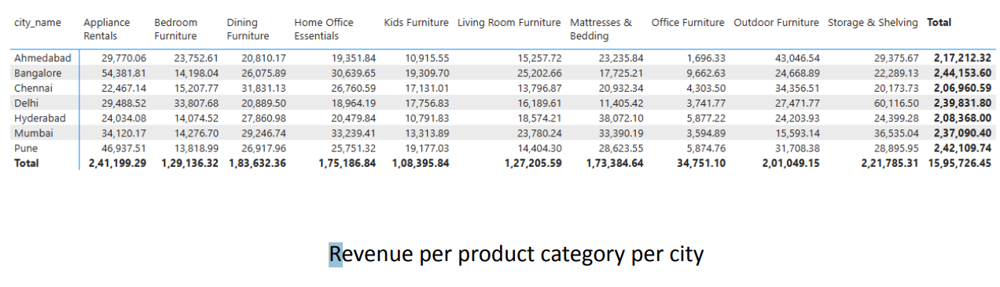 city_name Appliance Rentals Bedroom Furniture Dining Furniture Home Office Essentials Kids Furniture Living Room Furniture Mattresses & Bedding Office Furniture Outdoor Furniture Storage & Shelving Total
Ahmedabad 29,770.06 23,752.61 20,810.17 19,351.84 10,915.55 15,257.72 23,235.84 1,696.33 43,046.54 29,375.67 2,17,212.32
Bangalore 54,381.81 14,198.04 26,075.89 30,639.65 19,309.70 25,202.66 17,725.21 9,662.63 24,668.89 22,289.13 2,44,153.60
Chennai 22,467.14 15,207.77 31,831.13 26,760.59 17,131.01 13,796.87 20,932.34 4,303.50 34,356.51 20,173.73 2,06,960.59
Delhi 29,488.52 33,807.68 20,889.50 18,964.19 17,756.83 16,189.61 11,405.42 3,741.77 27,471.77 60,116.50 2,39,831.80
Hyderabad 24,034.08 14,074.52 27,860.98 20,479.84 10,791.83 18,574.21 38,072.10 5,877.22 24,203.93 24,399.28 2,08,368.00
Mumbai 34,120.17 14,276.70 29,246.74 33,239.41 13,313.89 23,780.24 33,390.19 3,594.89 15,593.14 36,535.04 2,37,090.40
Pune 46,937.51 13,818.99 26,917.96 25,751.32 19,177.03 14,404.30 28,623.55 5,874.76 31,708.38 28,895.95 2,42,109.74
Total 2,41,199.29 1,29,136.32 1,83,632.36 1,75,186.84 1,08,395.84 1,27,205.59 1,73,384.64 34,751.10 2,01,049.15 2,21,785.31 15,95,726.45
Revenue per product category per city